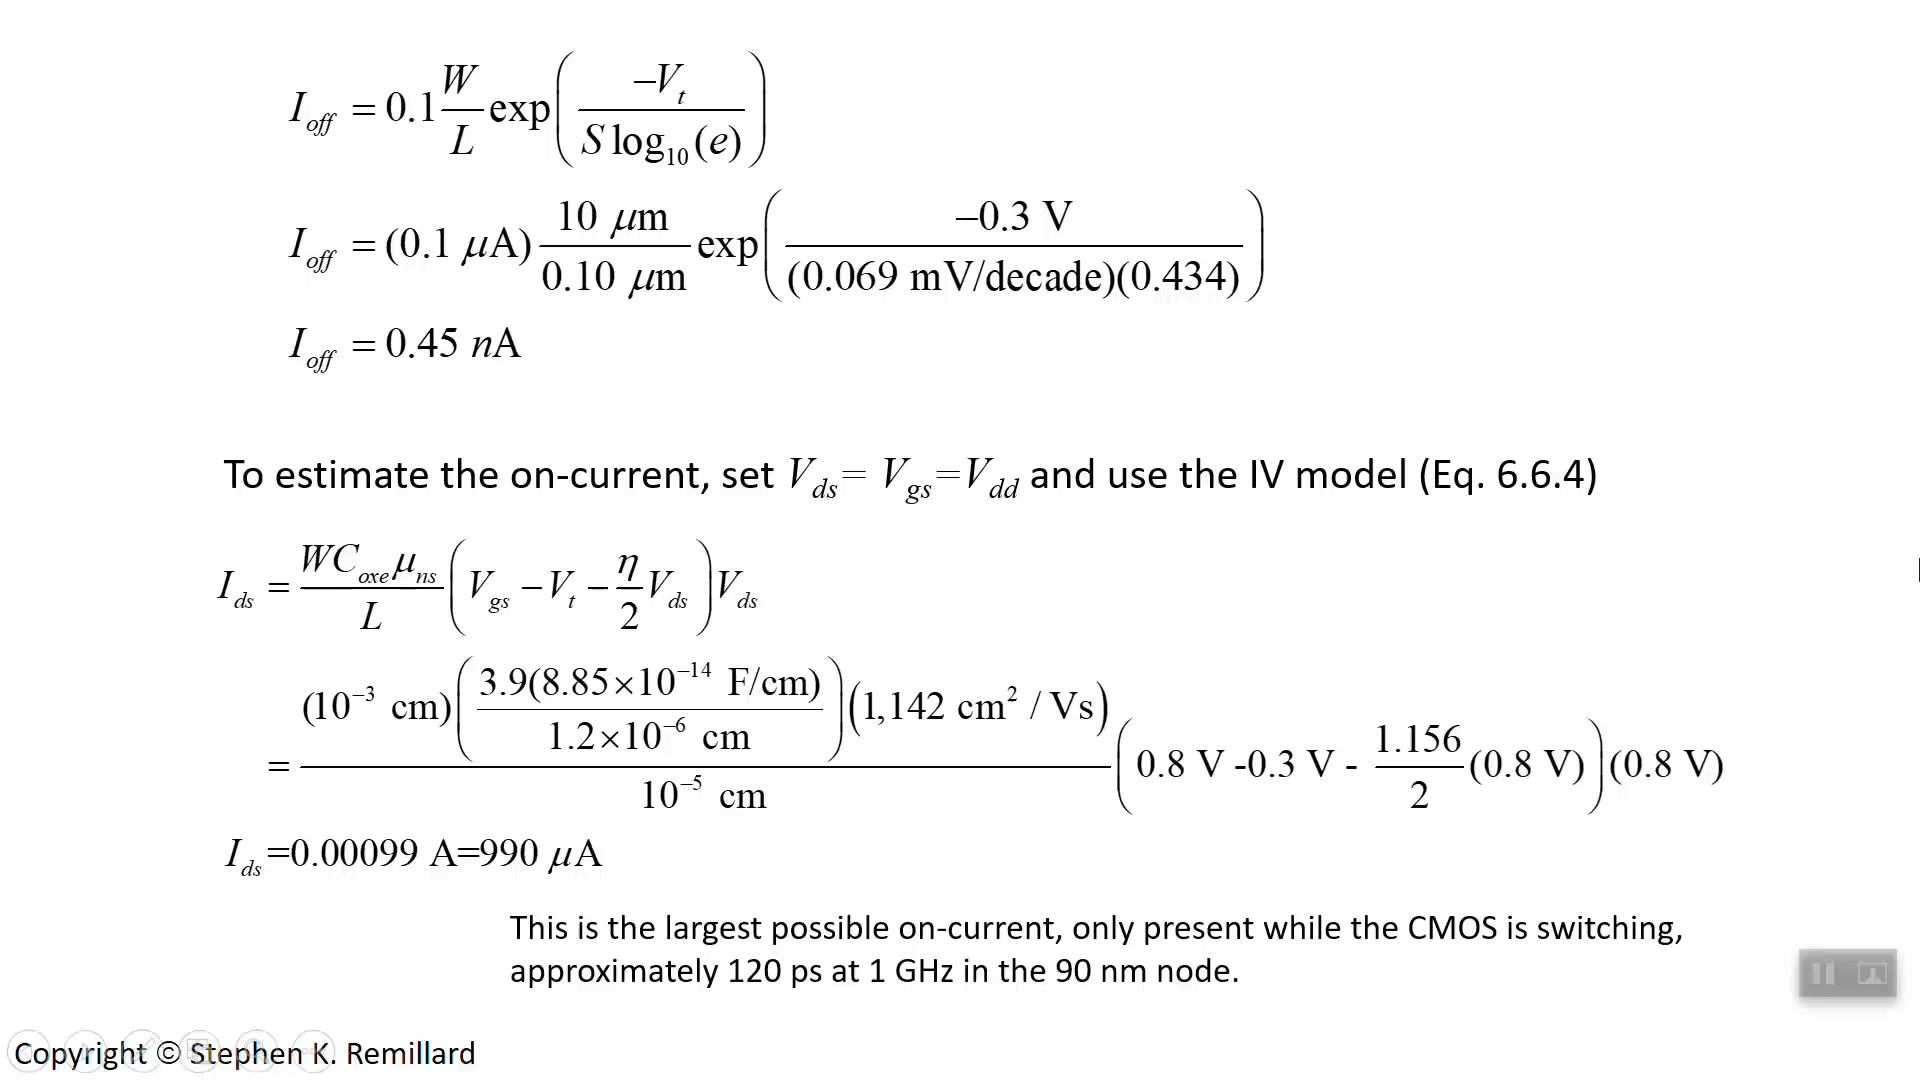 I_off = 0.1 W/L exp( −V_t / (S log₁₀(e)) )
I_off = (0.1 μA) 10 μm / 0.10 μm exp( −0.3 V / ((0.069 mV/decade)(0.434)) )
I_off = 0.45 nA
To estimate the on-current, set V_ds= V_gs=V_dd and use the IV model (Eq. 6.6.4)
I_ds = WC_oxe μ_ns / L ( V_gs − V_t − η/2 V_ds ) V_ds
= (10⁻³ cm)( 3.9(8.85×10⁻¹⁴ F/cm) / 1.2×10⁻⁶ cm )(1,142 cm² / Vs) / 10⁻⁵ cm ( 0.8 V -0.3 V - 1.156/2 (0.8 V) )(0.8 V)
I_ds=0.00099 A=990 μA
This is the largest possible on-current, only present while the CMOS is switching,
approximately 120 ps at 1 GHz in the 90 nm node.
Copyright © Stephen K. Remillard